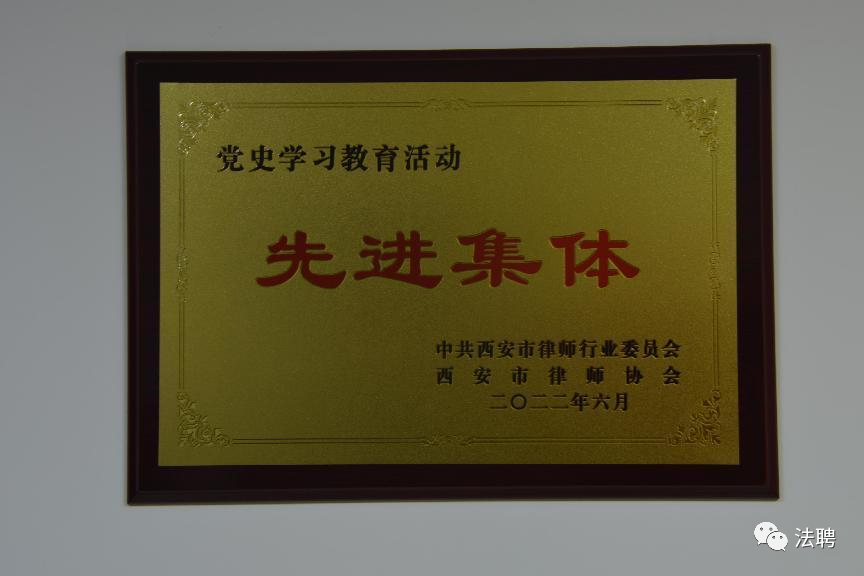 党史学习教育活动
先进集体
中共西安市律师行业委员会
西安市律师协会
二〇二二年六月
法聘